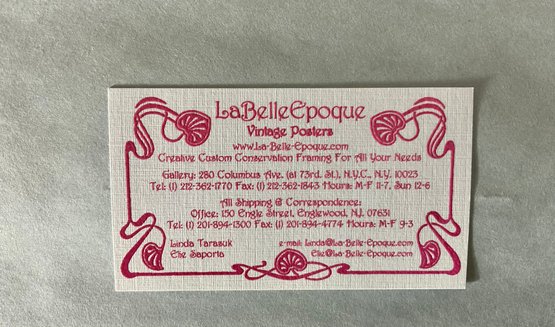 LaBelleEpoque
Vintage Posters
www.La-Belle-Epoque.com
Creative Custom Conservation Framing For All Your Needs
Gallery: 280 Columbus Ave. (at 73rd. St.), N.Y.C., N.Y. 10023
Tel: (1) 212-362-1770 Fax: (1) 212-362-1843 Hours: M-F 11-7, Sun 12-6
All Shipping @ Correspondence:
Office: 150 Engle Street, Englewood, N.J. 07631
Tel: (1) 201-894-1300 Fax: (1) 201-894-4774 Hours: M-F 9-3
Linda Tarasuk e-mail: Linda@La-Belle-Epoque.com
Elie Saporta Elie@La-Belle-Epoque.com